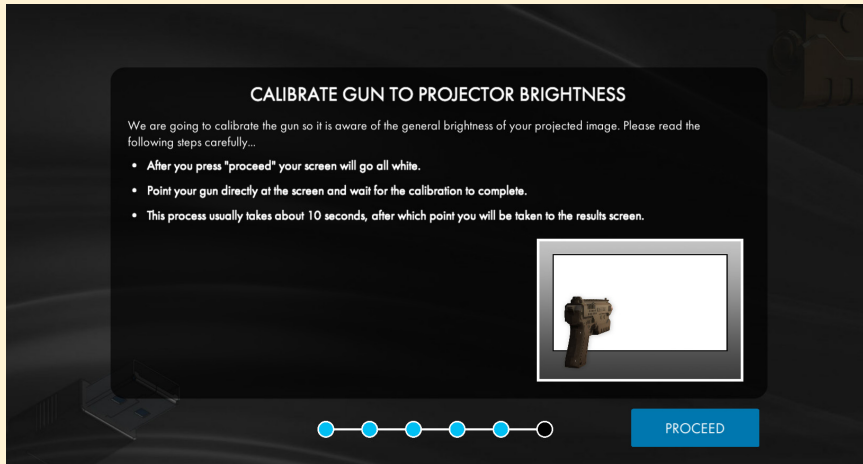 CALIBRATE GUN TO PROJECTOR BRIGHTNESS
We are going to calibrate the gun so it is aware of the general brightness of your projected image. Please read the
following steps carefully...
• After you press "proceed" your screen will go all white.
• Point your gun directly at the screen and wait for the calibration to complete.
• This process usually takes about 10 seconds, after which point you will be taken to the results screen.
PROCEED